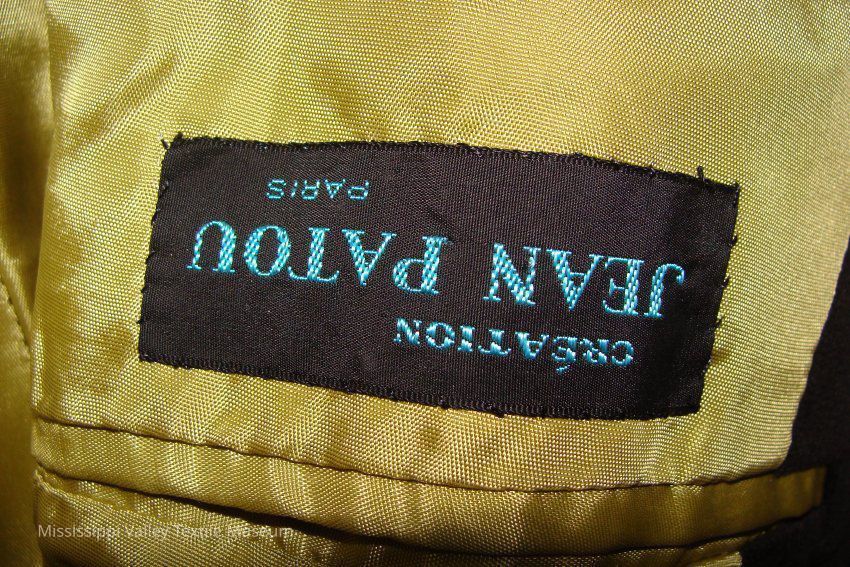 CRÉATION
JEAN PATOU
PARIS
Mississippi Valley Textile Museum